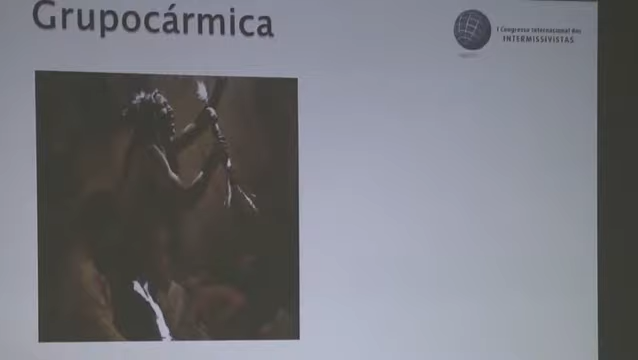 Grupocármica
I Congresso Internacional dos
INTERMISSIVISTAS